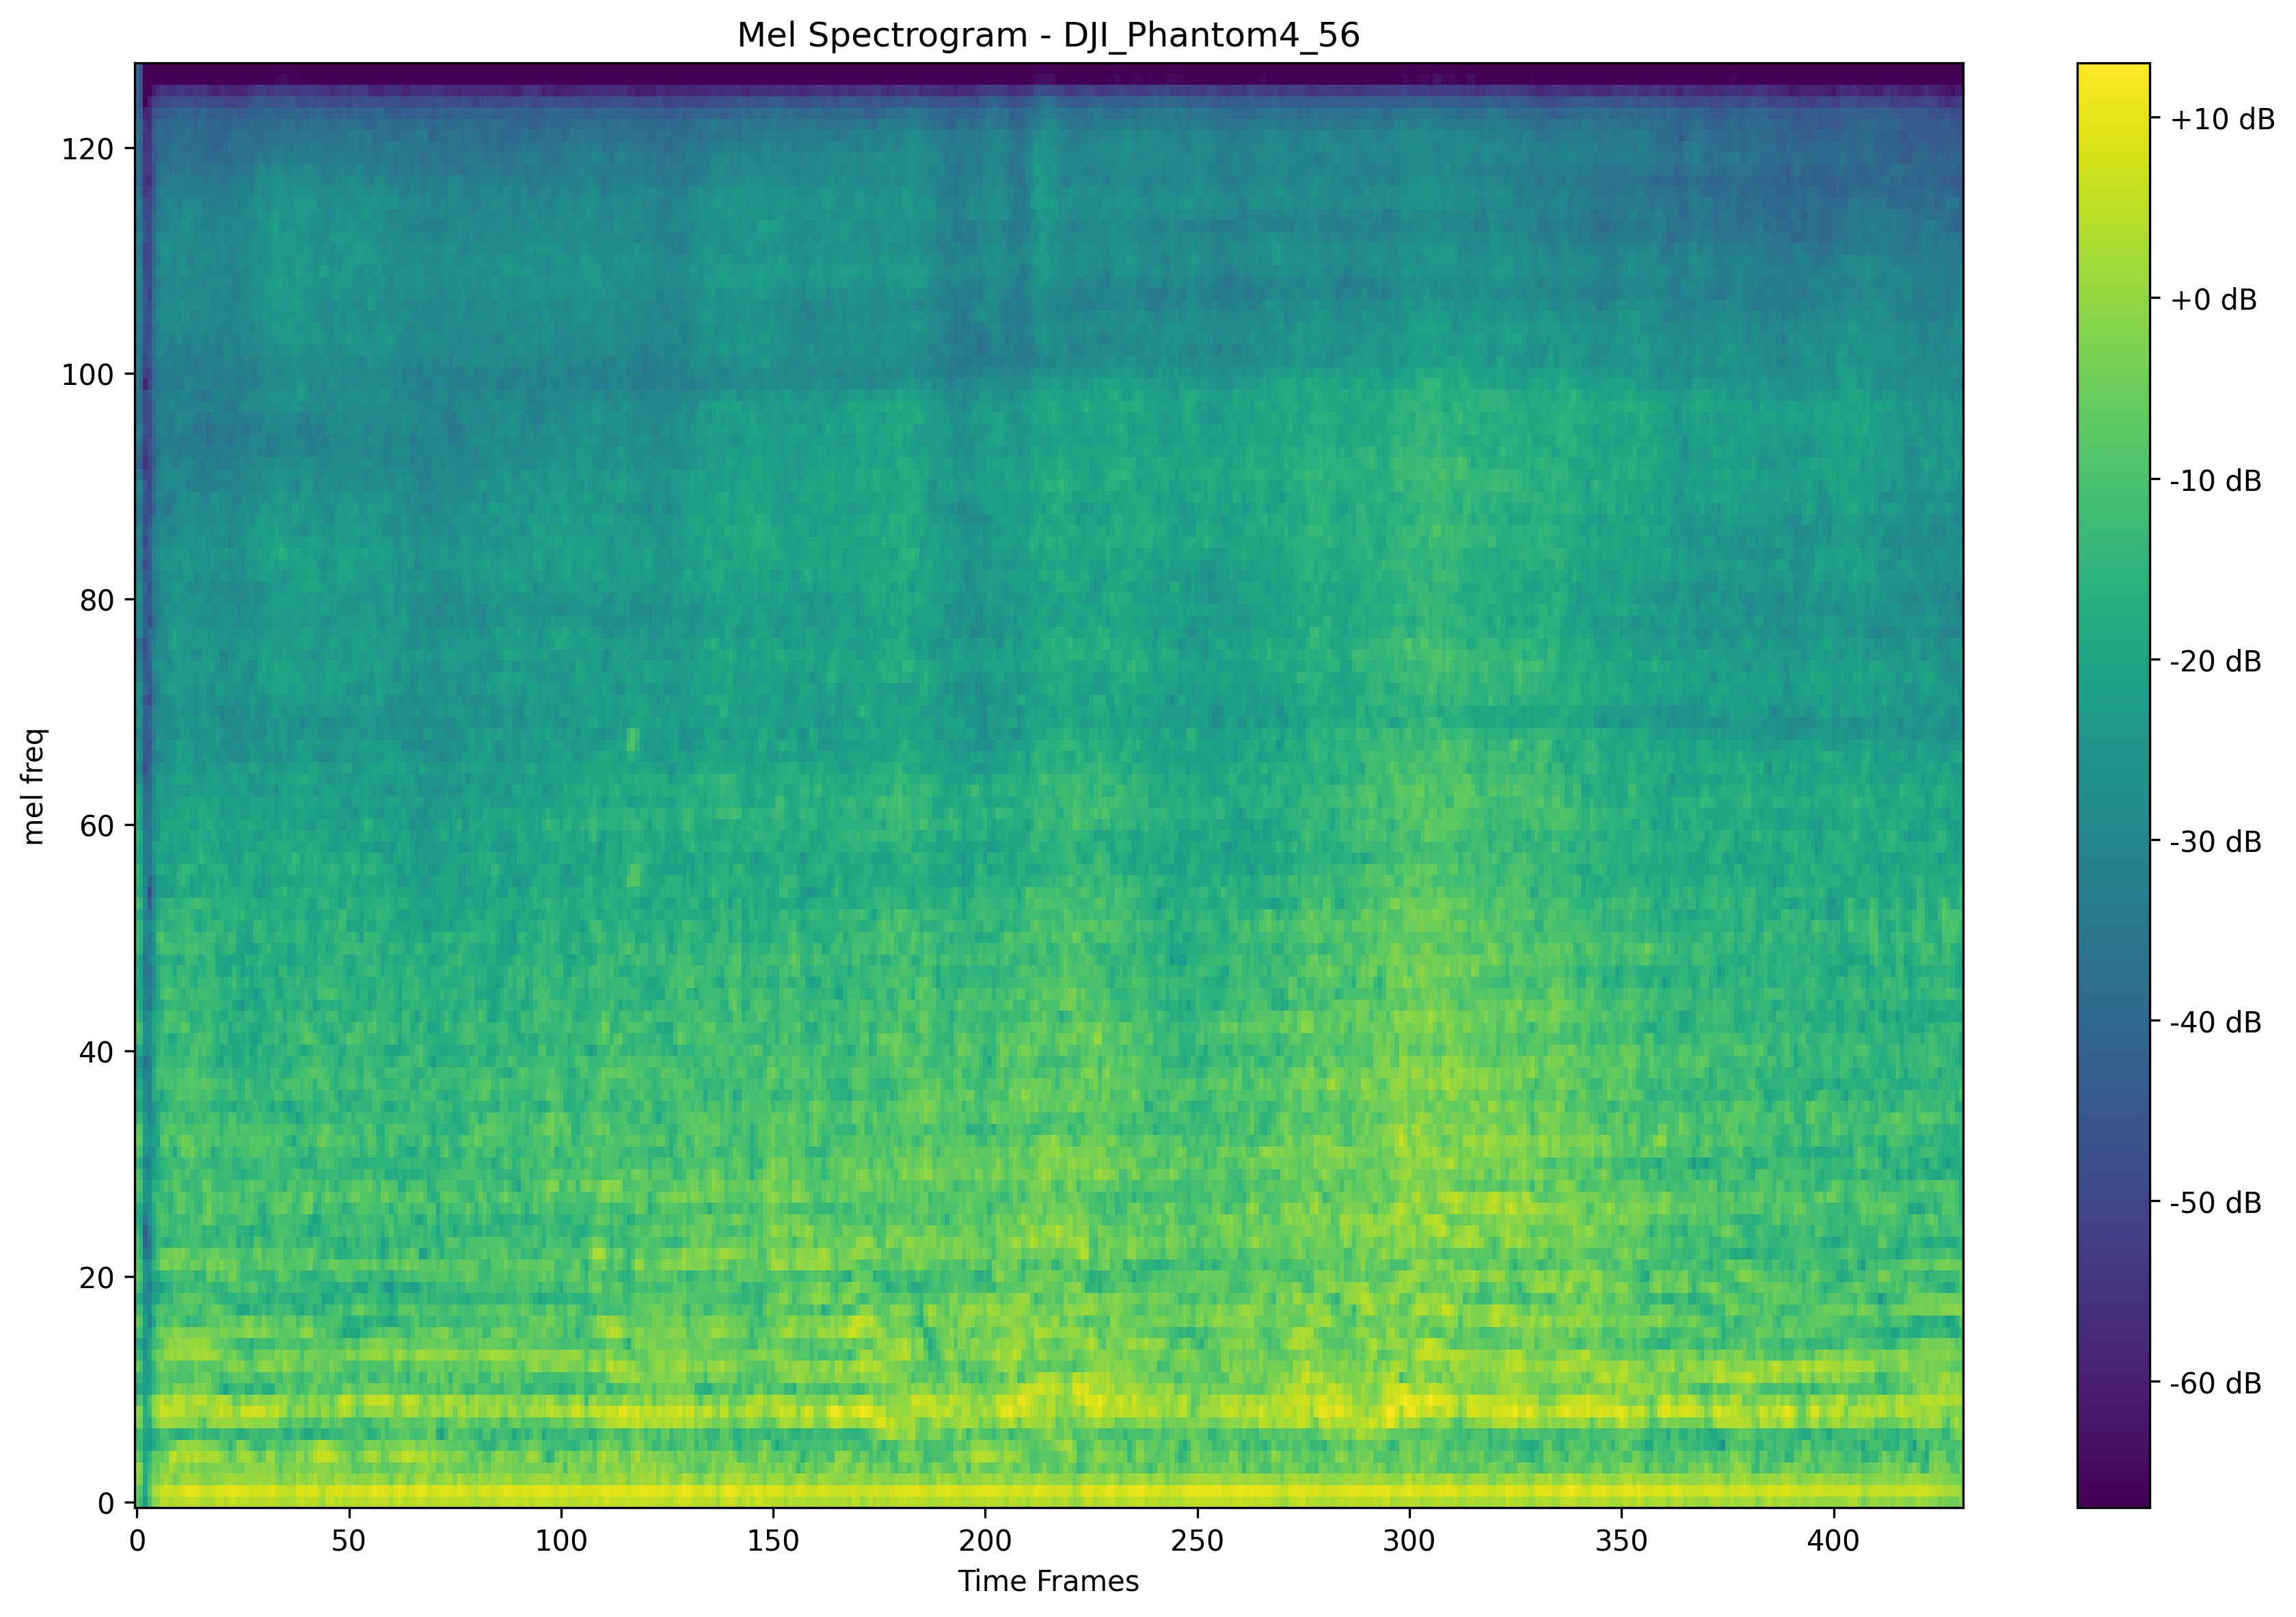 Mel Spectrogram - DJI_Phantom4_56
mel freq
120
100
80
60
40
20
0
0 50 100 150 200 250 300 350 400
Time Frames
+10 dB
+0 dB
-10 dB
-20 dB
-30 dB
-40 dB
-50 dB
-60 dB